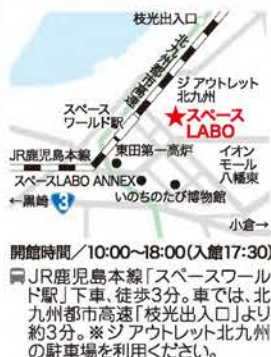 枝光出入口
北九州都市高速
ジ アウトレット
北九州
スペース
ワールド駅
★スペース
LABO
東田第一高炉
JR鹿児島本線
イオン
モール
八幡東
スペースLABO ANNEX
いのちのたび博物館
←黒崎 3
小倉→
開館時間/10:00~18:00(入館17:30)
JR鹿児島本線「スペースワール
ド駅」下車、徒歩3分。車では、北
九州都市高速「枝光出入口」より
約3分。※ジ アウトレット北九州
の駐車場を利用ください。